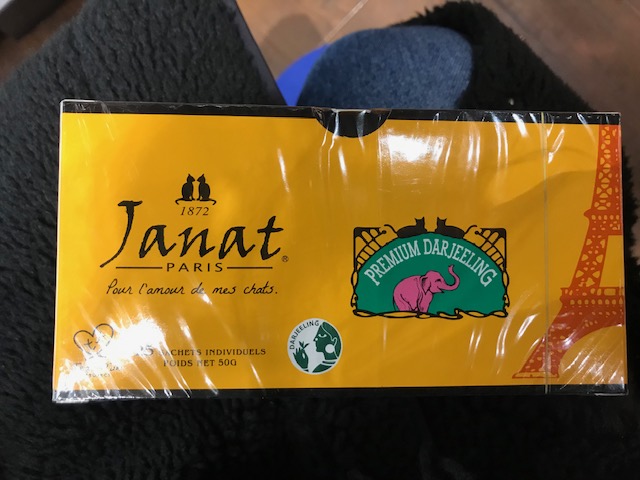 1872
Janat
PARIS
Pour l'amour de mes chats.
SACHETS INDIVIDUELS
POIDS NET 50G
DARJEELING
PREMIUM DARJEELING